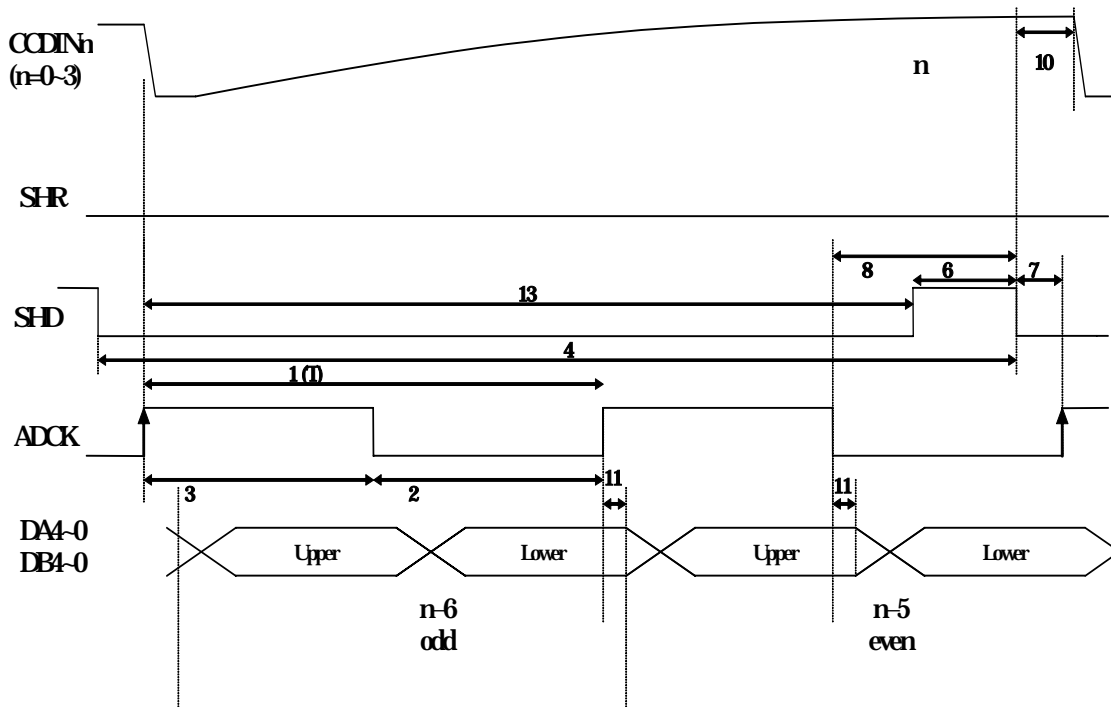 CCDINn
(n=0~3)
n
10
SHR
8
6
7
13
SHD
4
1 (T)
ADCK
3
2
11
11
DA4~0
DB4~0
Upper
Lower
Upper
Lower
n-6
odd
n-5
even